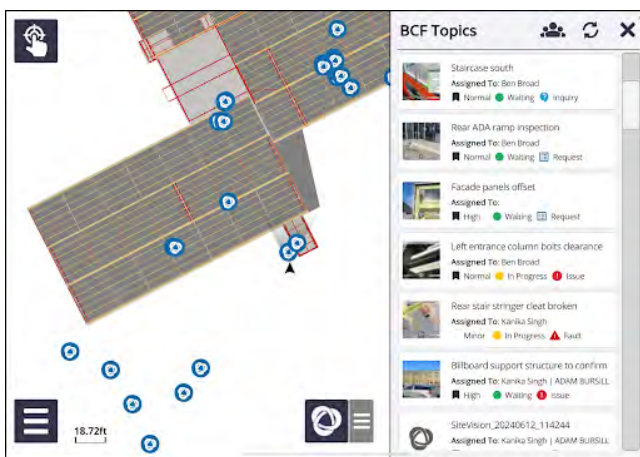 BCF Topics
Staircase south
Assigned To: Ben Broad
Normal Waiting Inquiry
Rear ADA ramp inspection
Assigned To: Ben Broad
Normal Waiting Request
Facade panels offset
Assigned To:
High Waiting Request
Left entrance column bolts clearance
Assigned To: Ben Broad
Normal In Progress Issue
Rear stair stringer cleat broken
Assigned To: Kanika Singh
Minor In Progress Fault
Billboard support structure to confirm
Assigned To: Kanika Singh | ADAM BURSILL
High Waiting Issue
SiteVision_20240612_114244
Assigned To: Kanika Singh | ADAM BURSILL
18.72ft